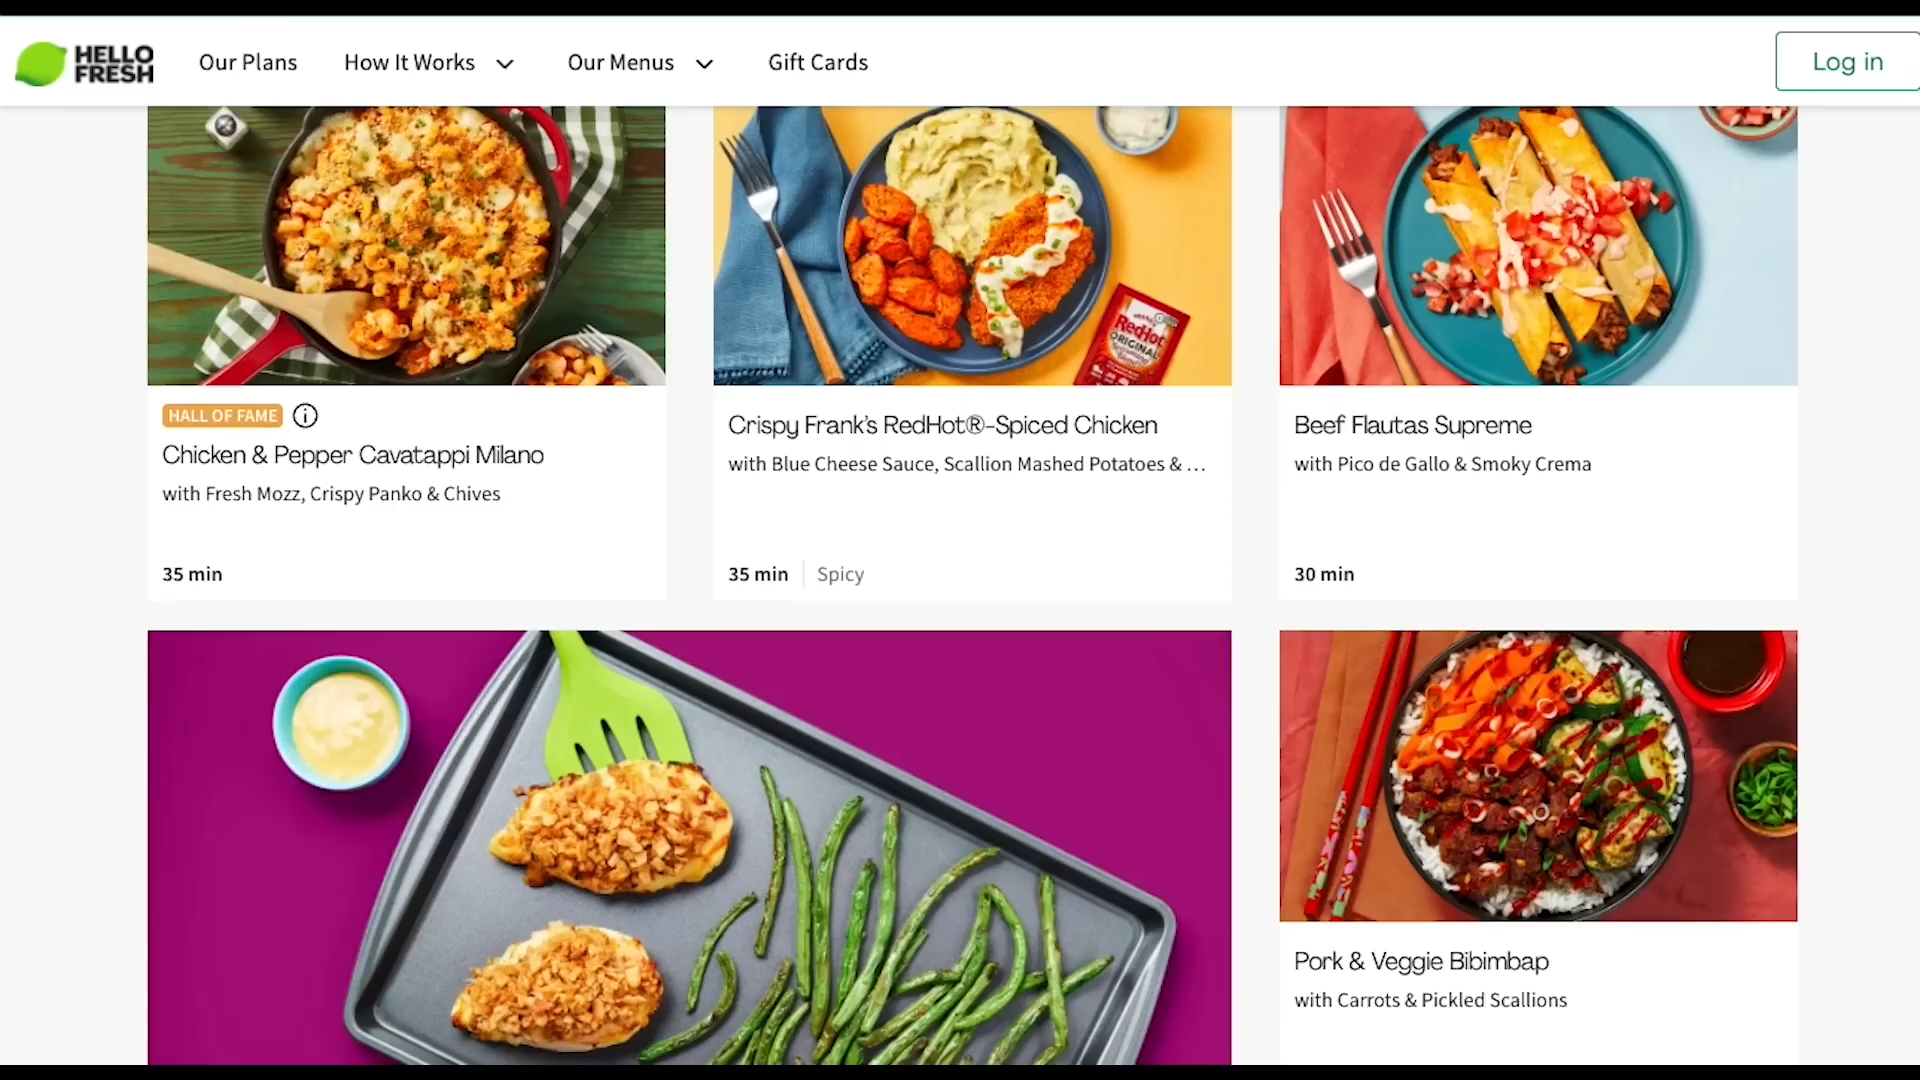 HELLO
FRESH
Our Plans
How It Works
Our Menus
Gift Cards
Log in
RedHot
ORIGINAL
HALL OF FAME
Chicken & Pepper Cavatappi Milano
with Fresh Mozz, Crispy Panko & Chives
35 min
Crispy Frank's RedHot®-Spiced Chicken
with Blue Cheese Sauce, Scallion Mashed Potatoes & ...
35 min
Spicy
Beef Flautas Supreme
with Pico de Gallo & Smoky Crema
30 min
Pork & Veggie Bibimbap
with Carrots & Pickled Scallions